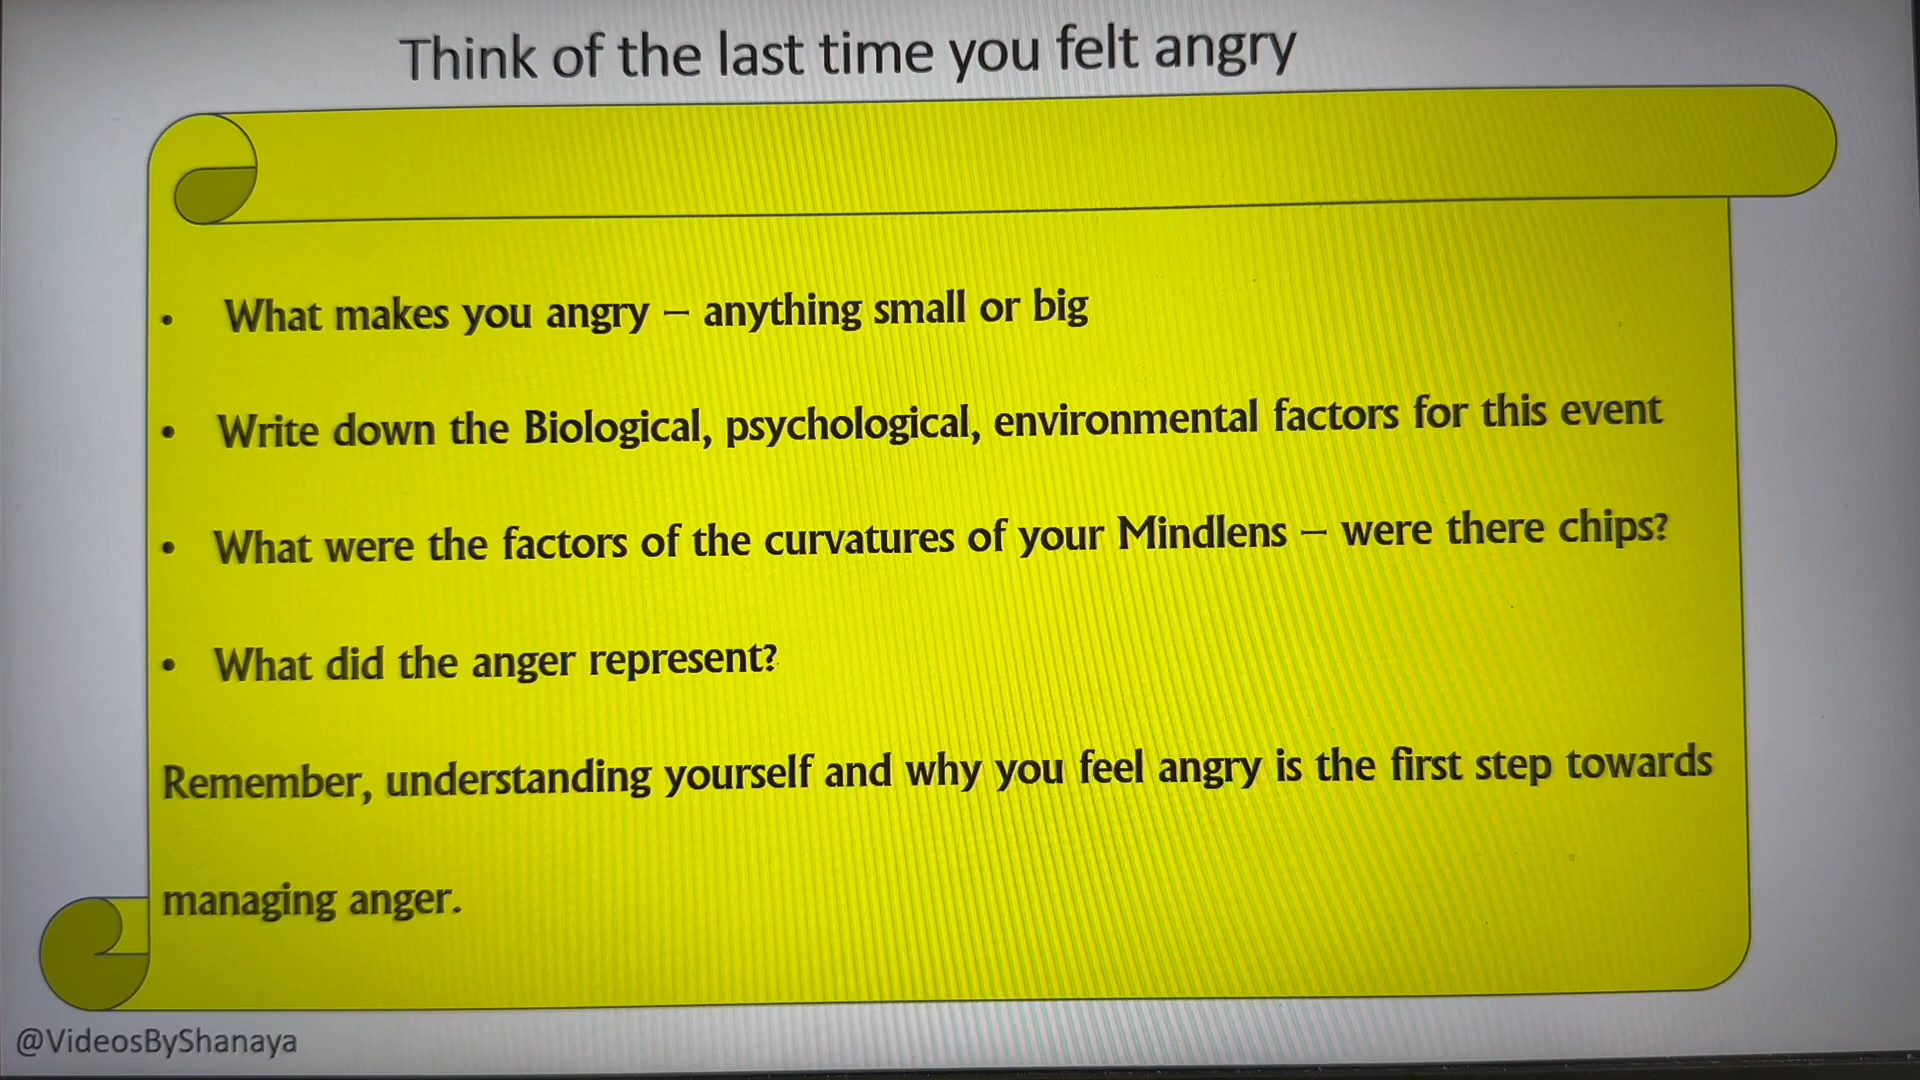 Think of the last time you felt angry
• What makes you angry – anything small or big
• Write down the Biological, psychological, environmental factors for this event
• What were the factors of the curvatures of your Mindlens – were there chips?
• What did the anger represent?
Remember, understanding yourself and why you feel angry is the first step towards
managing anger.
@VideosByShanaya